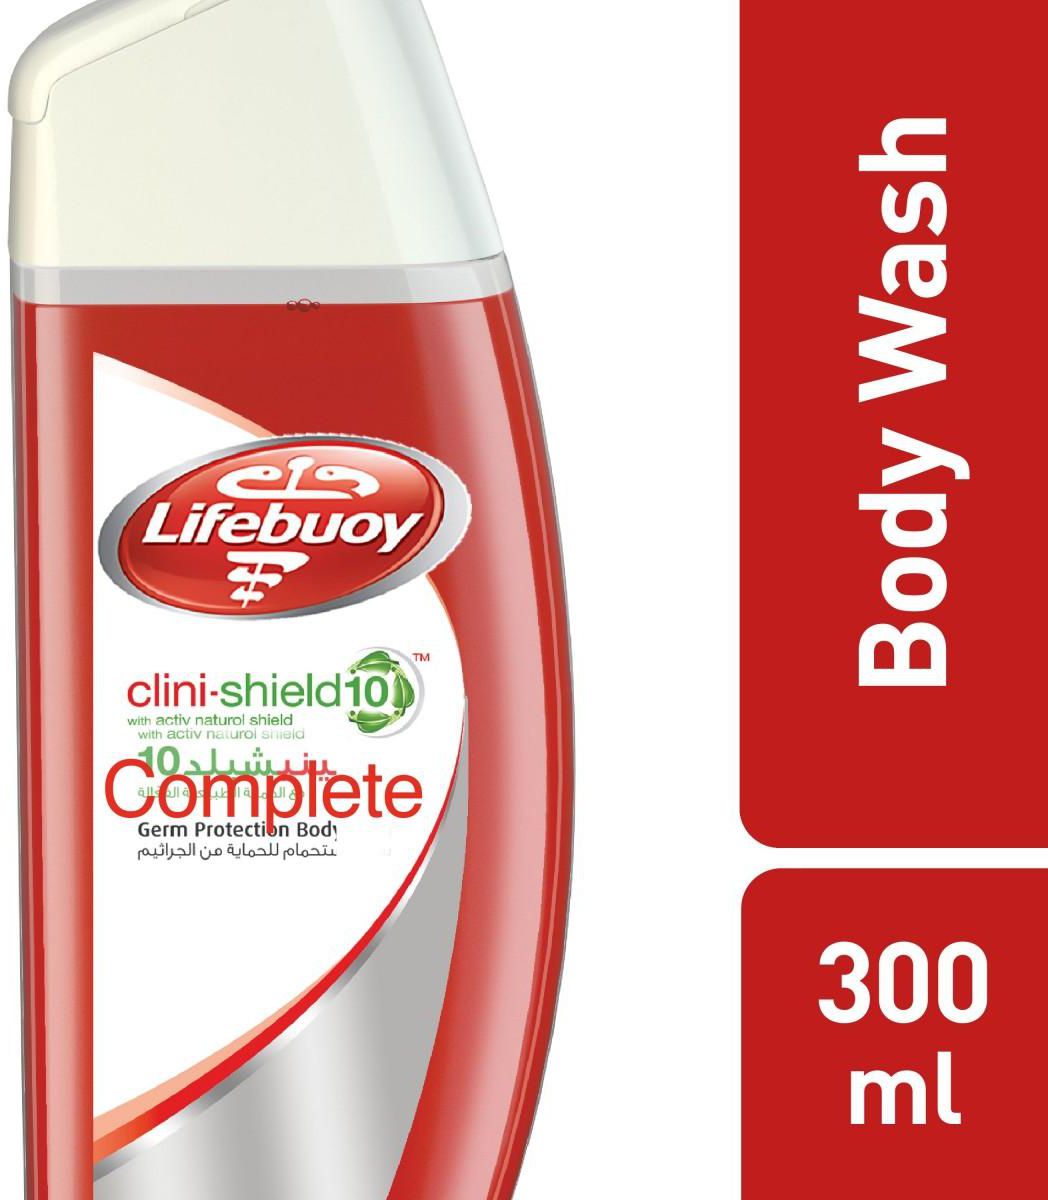 Lifebuoy
clini-shield10
TM
with activ naturol shield
with activ naturol shield
Complete
Germ Protection Body
للحماية من الجراثيم
Body Wash
300
ml